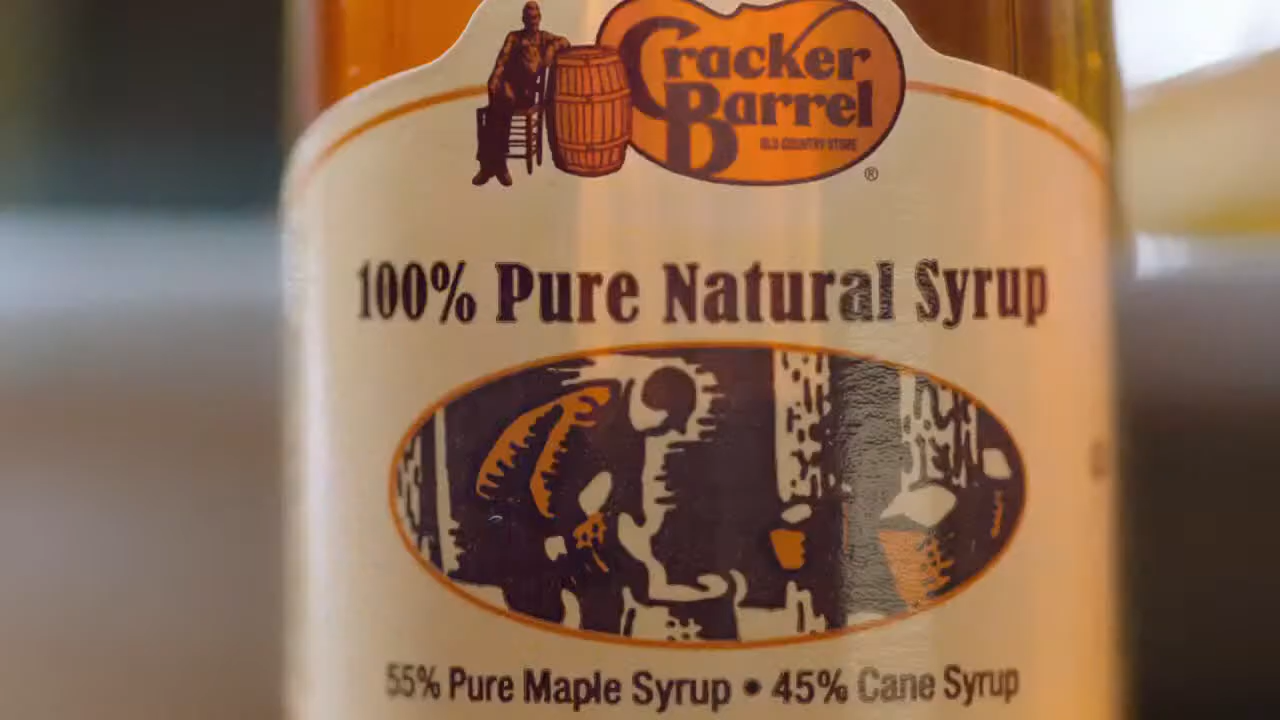 Cracker
Barrel
OLD COUNTRY STORE
®
100% Pure Natural Syrup
55% Pure Maple Syrup • 45% Cane Syrup